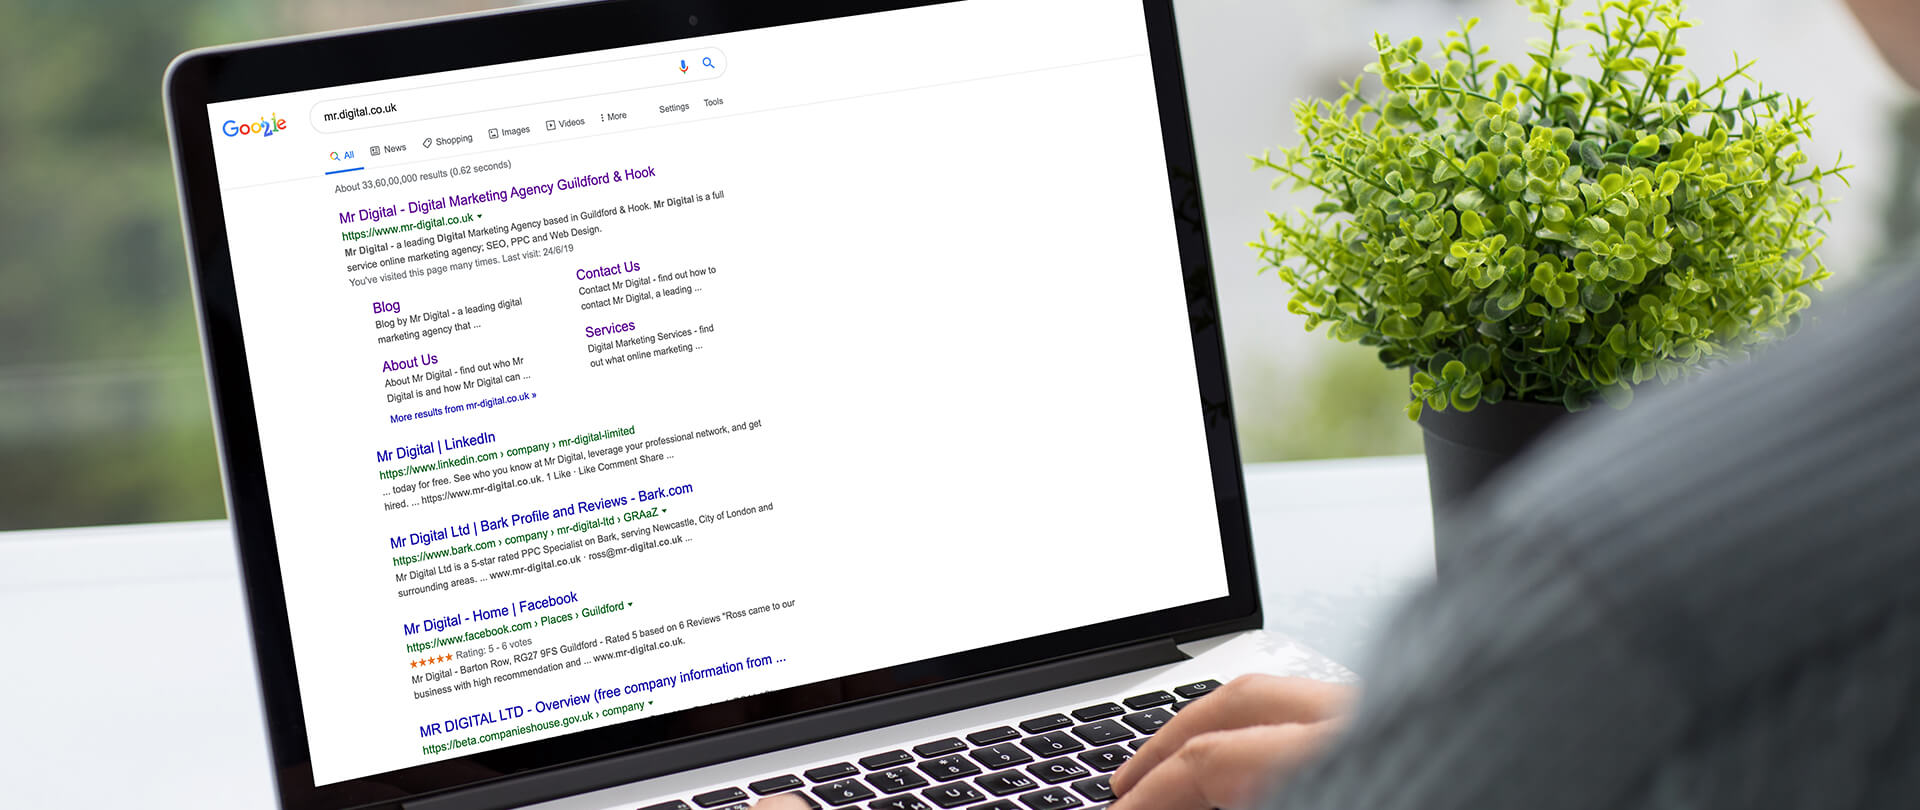 Google
mr.digital.co.uk
All News Shopping Images Videos More Settings Tools
About 33,60,00,000 results (0.62 seconds)
Mr Digital - Digital Marketing Agency Guildford & Hook
https://www.mr-digital.co.uk
Mr Digital - a leading Digital Marketing Agency based in Guildford & Hook. Mr Digital is a full
service online marketing agency; SEO, PPC and Web Design.
You've visited this page many times. Last visit: 24/6/19
Blog
Blog by Mr Digital - a leading digital
marketing agency that ...
Contact Us
Contact Mr Digital - find out how to
contact Mr Digital, a leading ...
About Us
About Mr Digital - find out who Mr
Digital is and how Mr Digital can ...
Services
Digital Marketing Services - find
out what online marketing ...
More results from mr-digital.co.uk »
Mr Digital | LinkedIn
https://www.linkedin.com › company › mr-digital-limited
... today for free. See who you know at Mr Digital, leverage your professional network, and get
hired. ... https://www.mr-digital.co.uk. 1 Like · Like Comment Share ...
Mr Digital Ltd | Bark Profile and Reviews - Bark.com
https://www.bark.com › company › mr-digital-ltd › GRAaZ
Mr Digital Ltd is a 5-star rated PPC Specialist on Bark, serving Newcastle, City of London and
surrounding areas. ... www.mr-digital.co.uk · ross@mr-digital.co.uk ...
Mr Digital - Home | Facebook
https://www.facebook.com › Places › Guildford
Rating: 5 - 6 votes
Mr Digital - Barton Row, RG27 9FS Guildford - Rated 5 based on 6 Reviews "Ross came to our
business with high recommendation and ... www.mr-digital.co.uk.
MR DIGITAL LTD - Overview (free company information from ...
https://beta.companieshouse.gov.uk › company